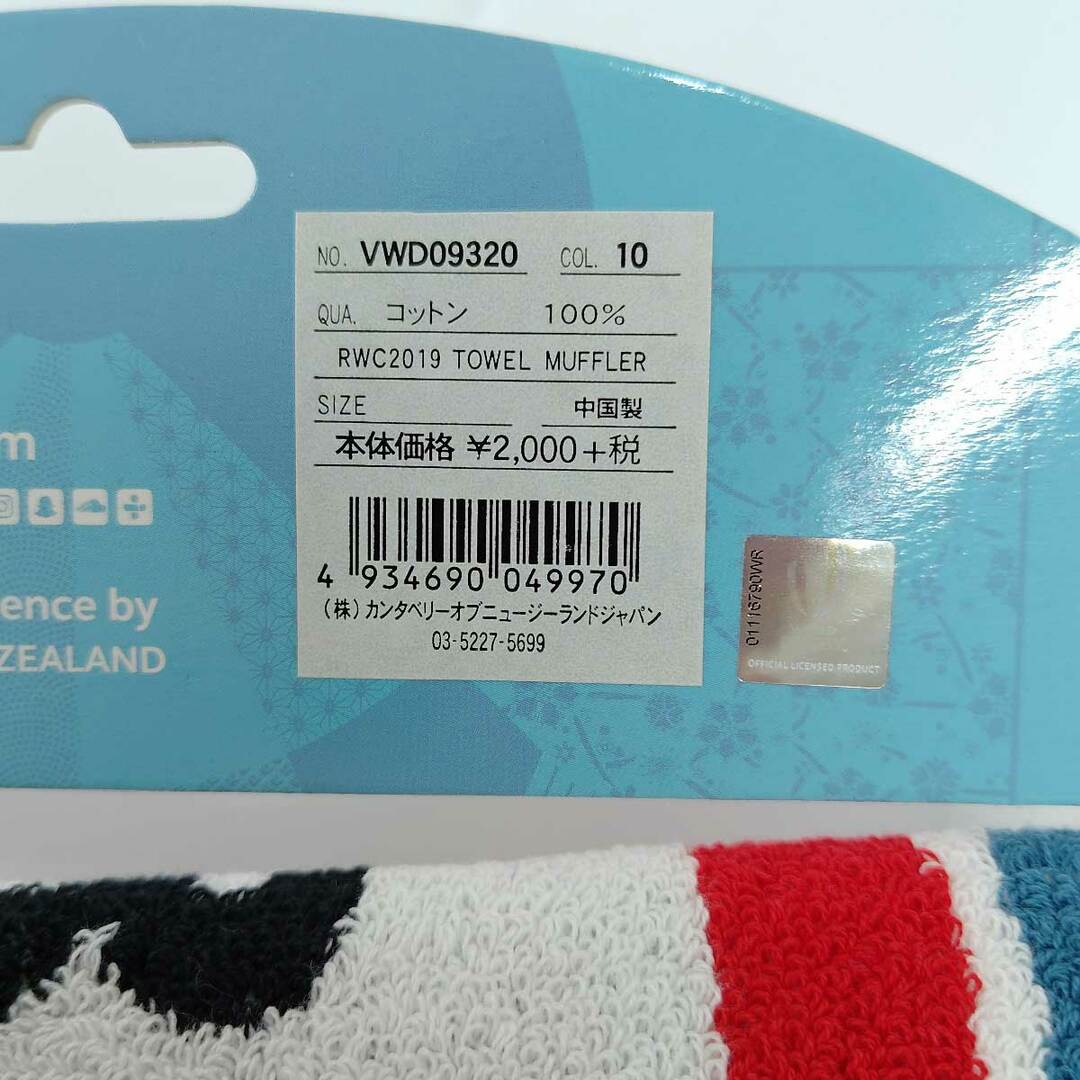 NO. VWD09320 COL. 10
QUA. コットン 100%
RWC2019 TOWEL MUFFLER
SIZE 中国製
本体価格 ¥2,000+税
4 934690 049970
(株)カンタベリーオブニュージーランドジャパン
03-5227-5699
m
ence by
ZEALAND
01116790WR
OFFICIAL LICENSED PRODUCT